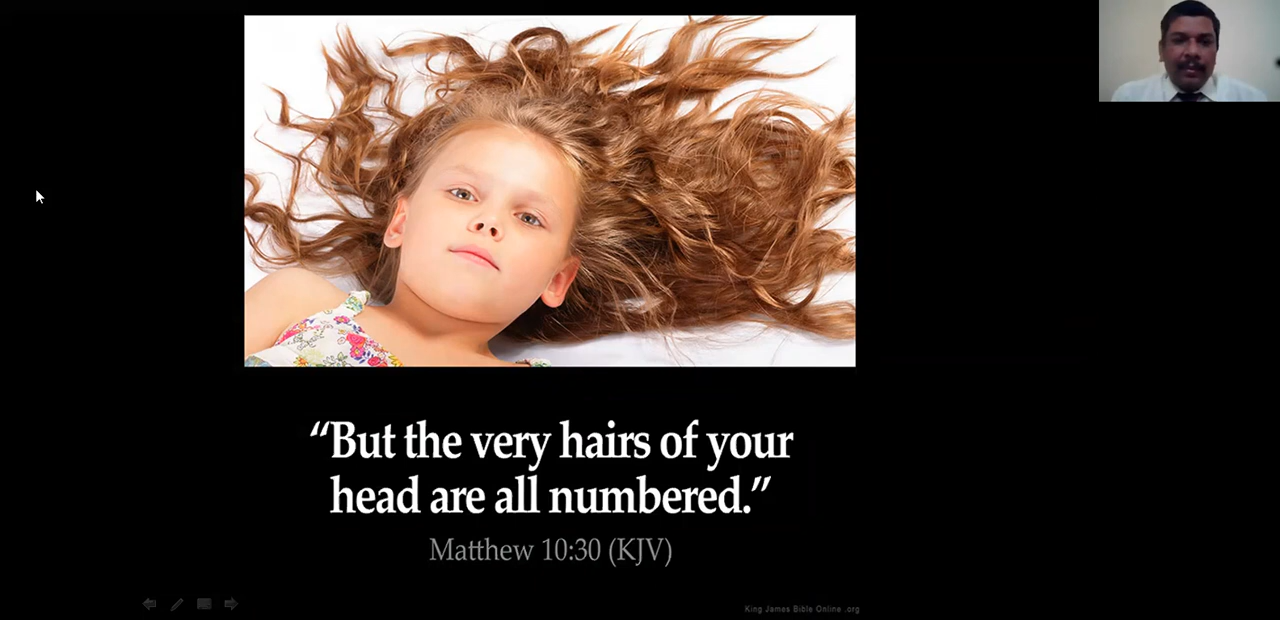 “But the very hairs of your
head are all numbered.”
Matthew 10:30 (KJV)
King James Bible Online .org